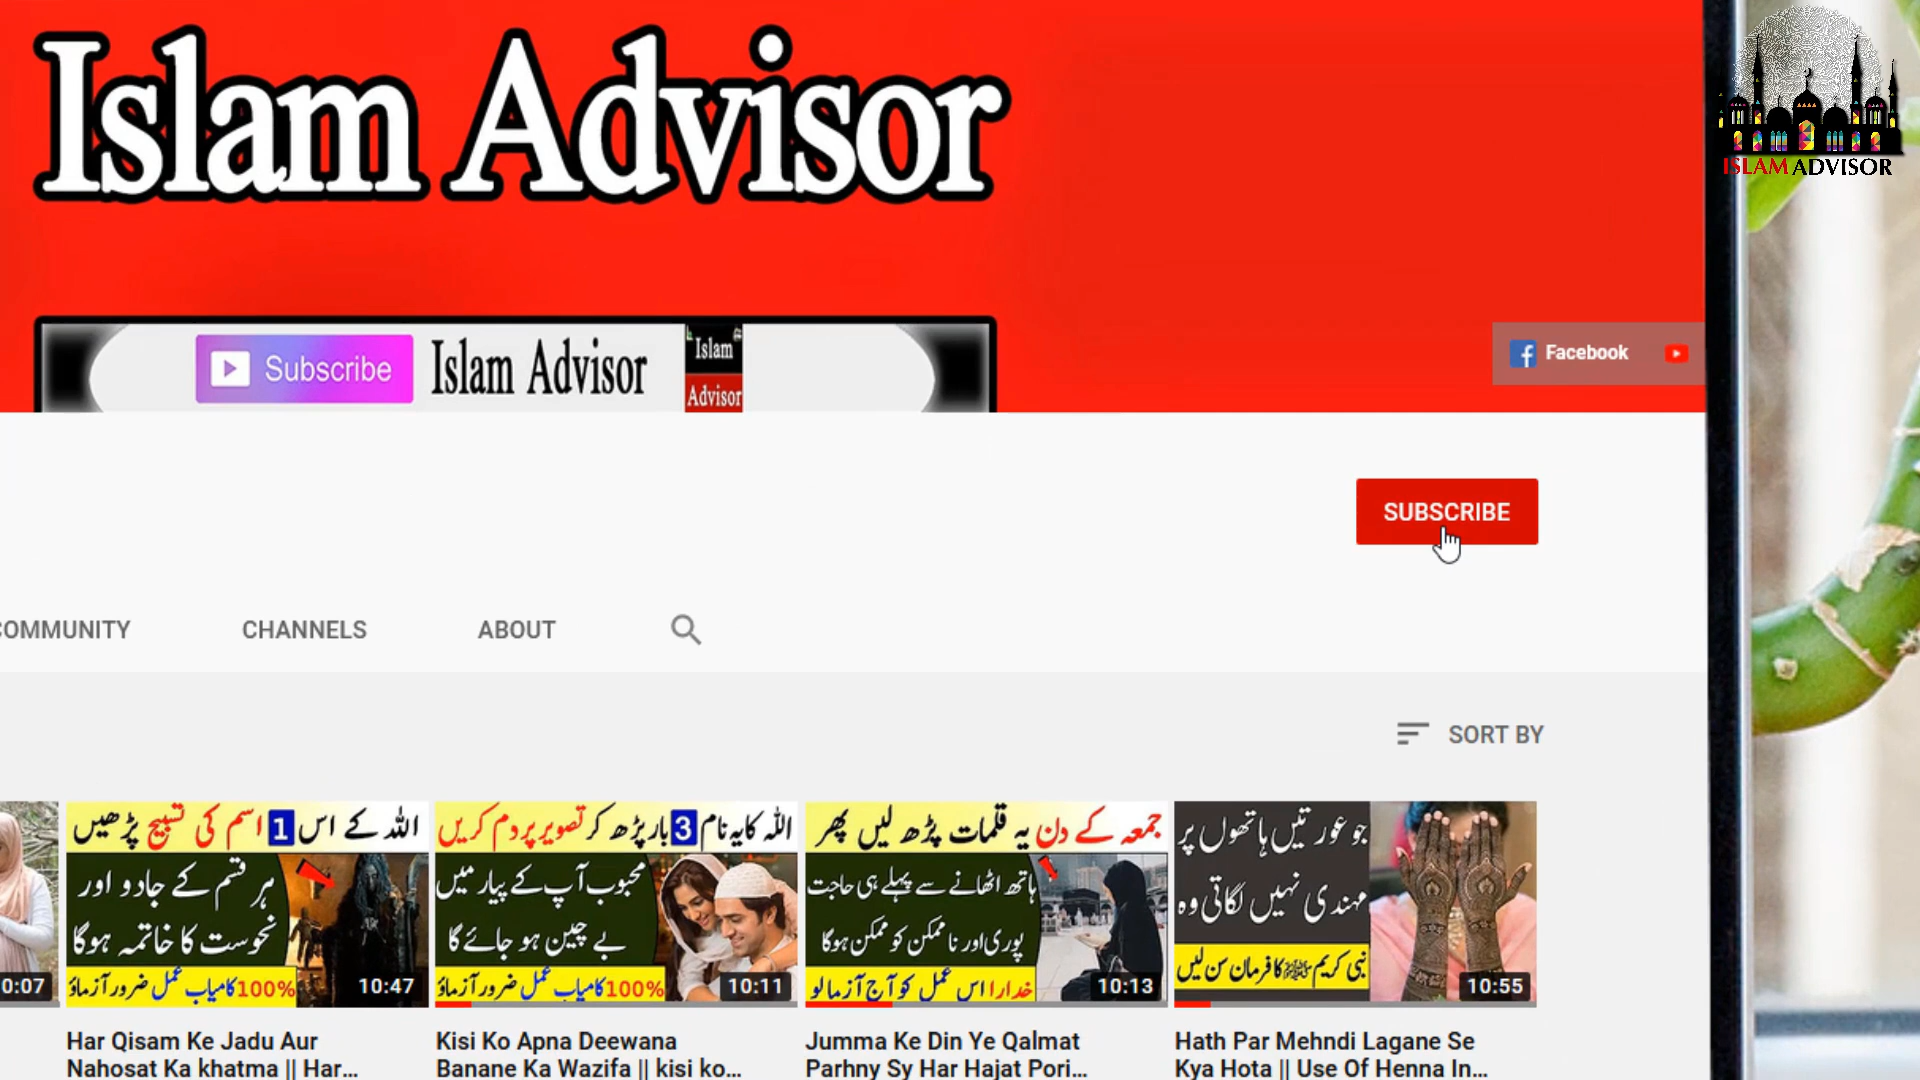 Islam Advisor
ISLAM ADVISOR
Subscribe
Islam Advisor
Islam
Advisor
Facebook
SUBSCRIBE
COMMUNITY
CHANNELS
ABOUT
SORT BY
0:07
اللہ کے اس 1 اسم کی تسبیح پڑھیں
ہر قسم کے جادو اور
نحوست کا خاتمہ ہوگا
100% کامیاب عمل ضرور آزماؤ
10:47
اللہ کا یہ نام 3 بار پڑھ کر تصویر پر دم کریں
محبوب آپ کے پیار میں
بے چین ہو جائے گا
100% کامیاب عمل ضرور آزماؤ
10:11
جمعہ کے دن یہ قلمات پڑھ لیں پھر
ہاتھ اٹھانے سے پہلے ہی حاجت
پوری اور ناممکن کو ممکن ہوگا
خدارا اس عمل کو آج آزما لو
10:13
جو عورتیں ہاتھوں پر
مہندی نہیں لگاتی وہ
نبی کریم ﷺ کا فرمان سن لیں
10:55
Har Qisam Ke Jadu Aur
Nahosat Ka khatma || Har...
Kisi Ko Apna Deewana
Banane Ka Wazifa || kisi ko...
Jumma Ke Din Ye Qalmat
Parhny Sy Har Hajat Pori...
Hath Par Mehndi Lagane Se
Kya Hota || Use Of Henna In...